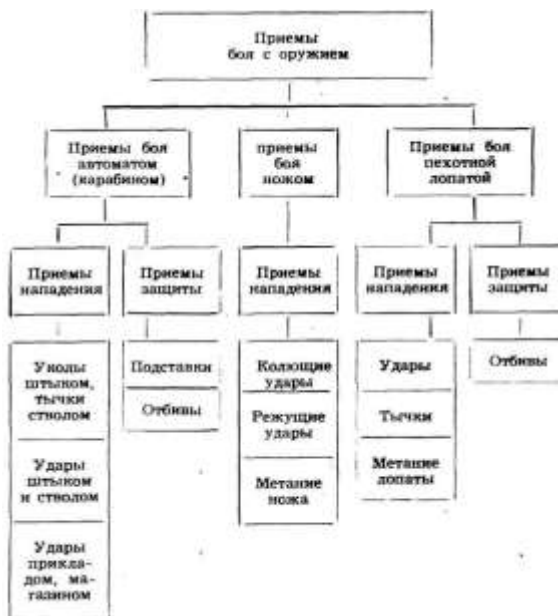 Приемы
боя с оружием
Приемы боя
автоматом
(карабином)
приемы
боя
ножом
Приемы боя
пехотной
лопатой
Приемы
нападения
Приемы
защиты
Приемы
нападения
Приемы
нападения
Приемы
защиты
Уколы
штыком,
тычки
стволом
Удары
штыком
и стволом
Удары
прикла-
дом, ма-
газином
Подставки
Отбивы
Колющие
удары
Режущие
удары
Метание
ножа
Удары
Тычки
Метание
лопаты
Отбивы